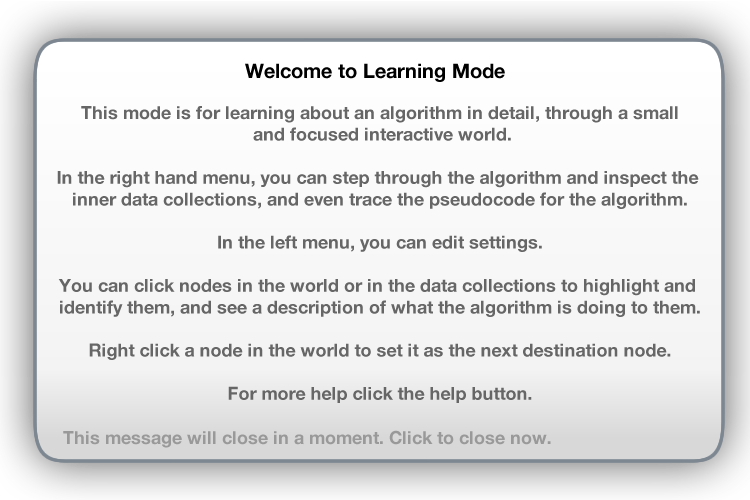 Welcome to Learning Mode
This mode is for learning about an algorithm in detail, through a small
and focused interactive world.
In the right hand menu, you can step through the algorithm and inspect the
inner data collections, and even trace the pseudocode for the algorithm.
In the left menu, you can edit settings.
You can click nodes in the world or in the data collections to highlight and
identify them, and see a description of what the algorithm is doing to them.
Right click a node in the world to set it as the next destination node.
For more help click the help button.
This message will close in a moment. Click to close now.